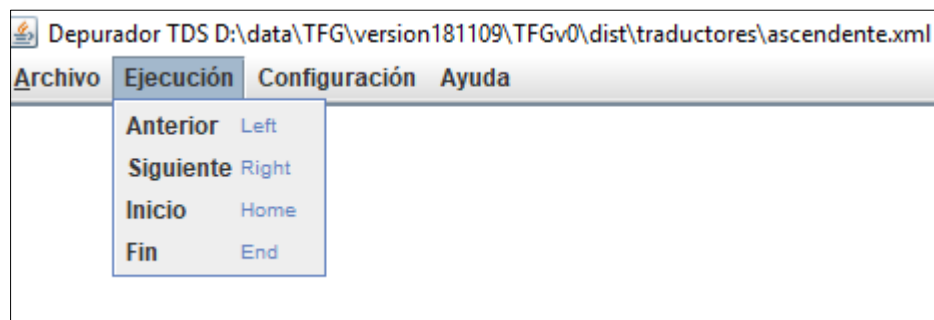 Depurador TDS D:\data\TFG\version181109\TFGv0\dist\traductores\ascendente.xml
Archivo Ejecución Configuración Ayuda
Anterior Left
Siguiente Right
Inicio Home
Fin End